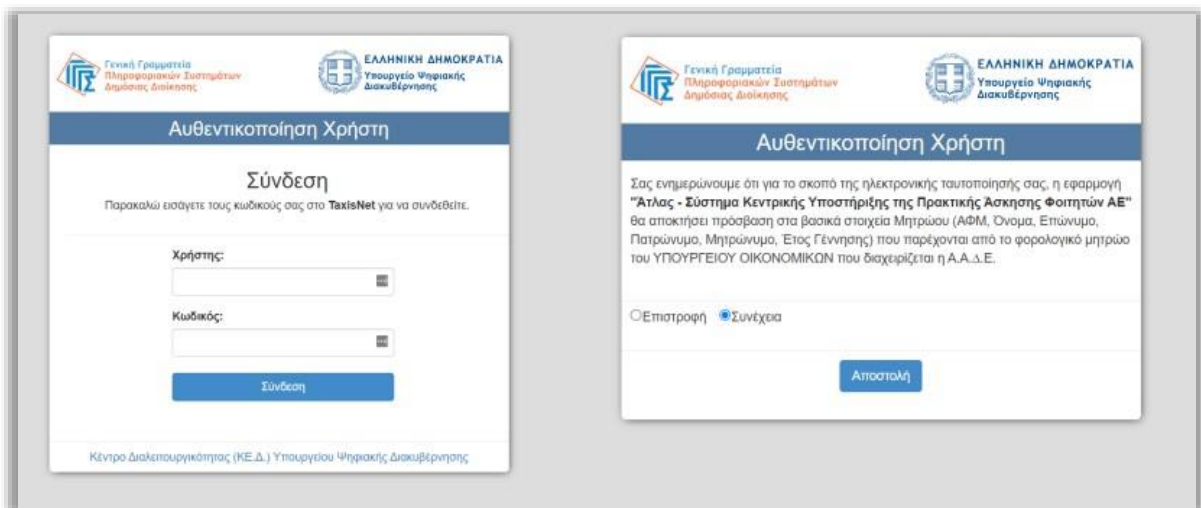 Γενική Γραμματεία
Πληροφοριακών Συστημάτων
Δημόσιας Διοίκησης
ΕΛΛΗΝΙΚΗ ΔΗΜΟΚΡΑΤΙΑ
Υπουργείο Ψηφιακής
Διακυβέρνησης
Αυθεντικοποίηση Χρήστη
Σύνδεση
Παρακαλώ εισάγετε τους κωδικούς σας στο TaxisNet για να συνδεθείτε.
Χρήστης:
Κωδικός:
Σύνδεση
Κέντρο Διαλειτουργικότητας (ΚΕ.Δ.) Υπουργείου Ψηφιακής Διακυβέρνησης
Γενική Γραμματεία
Πληροφοριακών Συστημάτων
Δημόσιας Διοίκησης
ΕΛΛΗΝΙΚΗ ΔΗΜΟΚΡΑΤΙΑ
Υπουργείο Ψηφιακής
Διακυβέρνησης
Αυθεντικοποίηση Χρήστη
Σας ενημερώνουμε ότι για το σκοπό της ηλεκτρονικής ταυτοποίησής σας, η εφαρμογή
"Άτλας - Σύστημα Κεντρικής Υποστήριξης της Πρακτικής Άσκησης Φοιτητών ΑΕ"
θα αποκτήσει πρόσβαση στα βασικά στοιχεία Μητρώου (ΑΦΜ, Όνομα, Επώνυμο,
Πατρώνυμο, Μητρώνυμο, Έτος Γέννησης) που παρέχονται από το φορολογικό μητρώο
του ΥΠΟΥΡΓΕΙΟΥ ΟΙΚΟΝΟΜΙΚΩΝ που διαχειρίζεται η Α.Α.Δ.Ε.
Επιστροφή Συνέχεια
Αποστολή